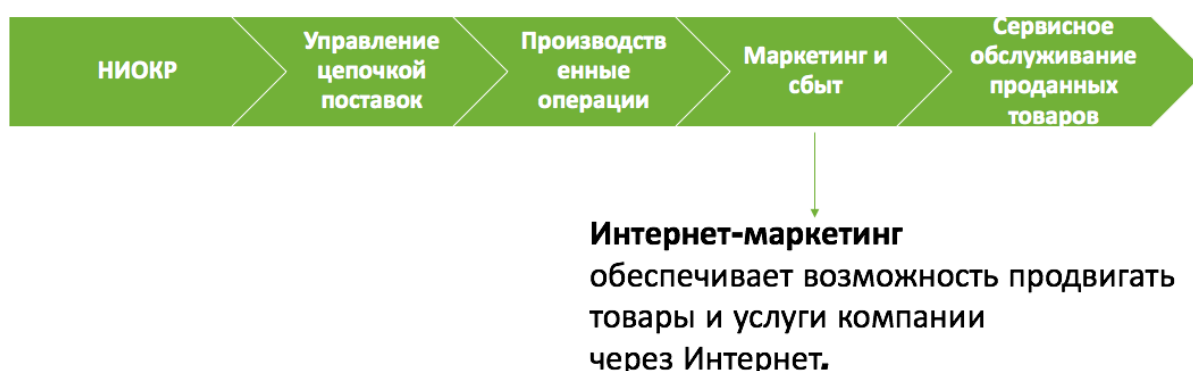 НИОКР
Управление
цепочкой
поставок
Производств
енные
операции
Маркетинг и
сбыт
Сервисное
обслуживание
проданных
товаров
Интернет-маркетинг
обеспечивает возможность продвигать
товары и услуги компании
через Интернет.